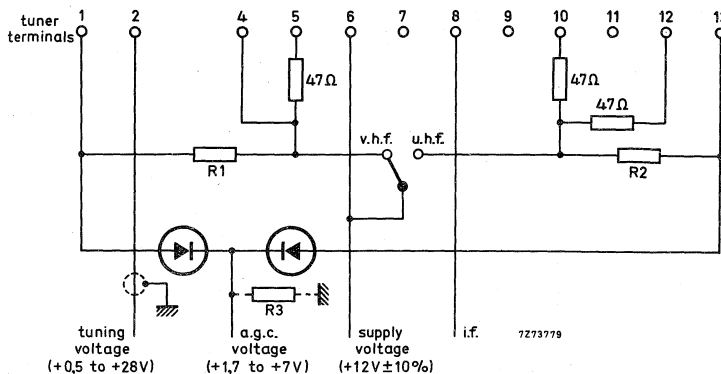 tuner
terminals
1 2 4 5 6 7 8 9 10 11 12 13
47Ω
47Ω
47Ω
v.h.f. u.h.f.
R1
R2
R3
tuning
voltage
(+0,5 to +28V)
a.g.c.
voltage
(+1,7 to +7V)
supply
voltage
(+12V±10%)
i.f.
7Z73779